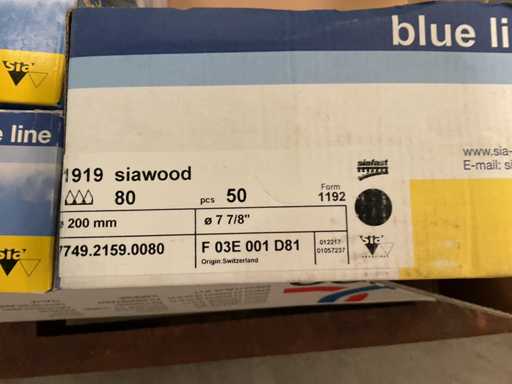 blue li
sia
e line
1919 siawood
siafast
80 pcs 50
Form
1192
www.sia-
E-mail: si
200 mm ø 7 7/8"
7749.2159.0080 F 03E 001 D81
Origin:Switzerland
012217
01057237
sia